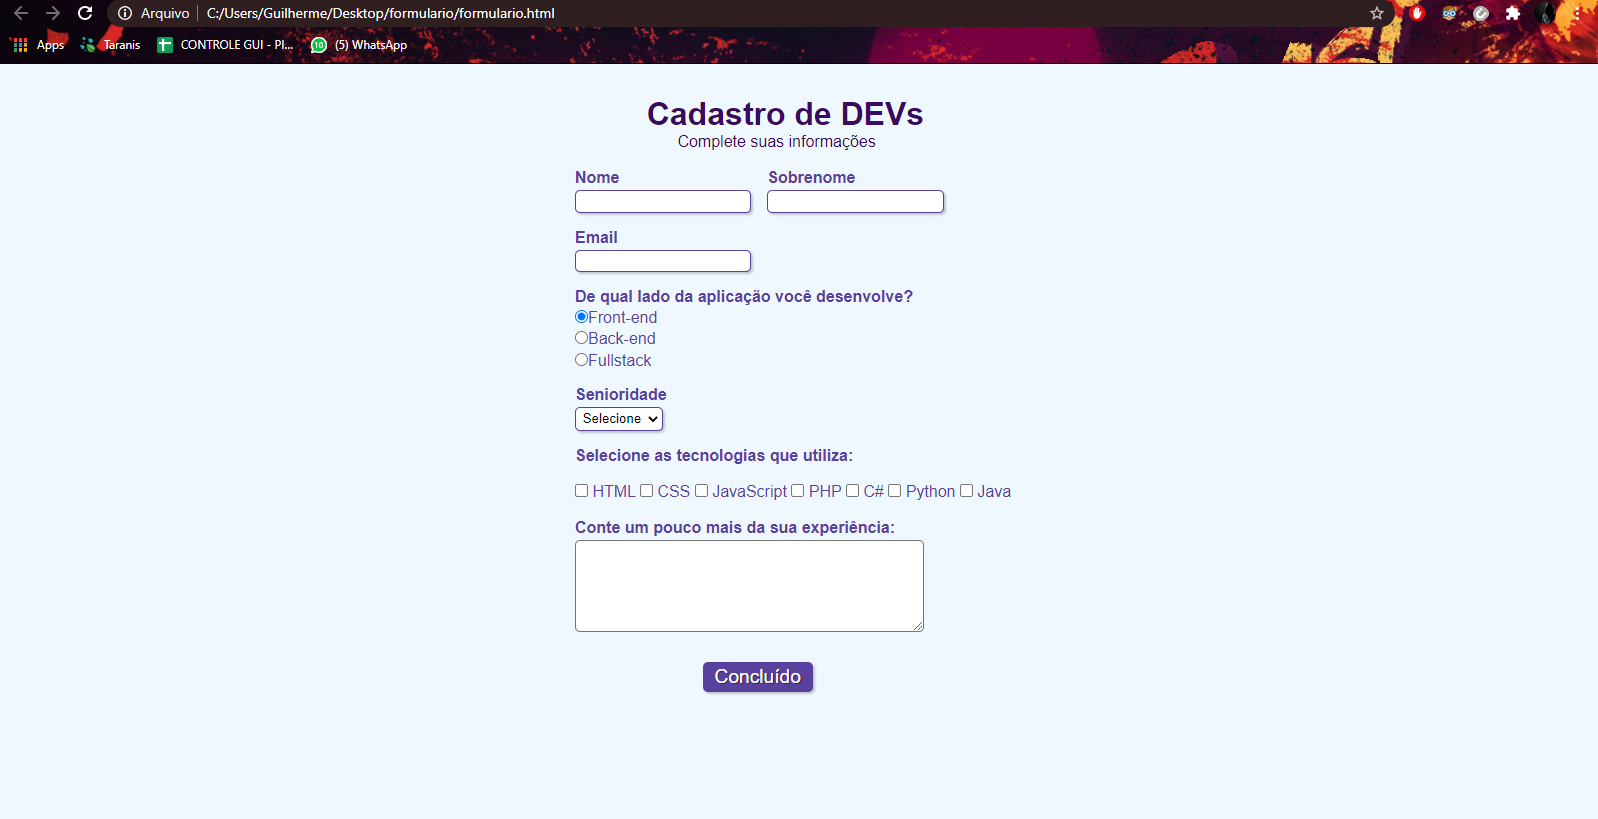 Arquivo C:/Users/Guilherme/Desktop/formulario/formulario.html
Apps Taranis CONTROLE GUI - Pl... 10 (5) WhatsApp
Cadastro de DEVs
Complete suas informações
Nome Sobrenome
Email
De qual lado da aplicação você desenvolve?
Front-end
Back-end
Fullstack
Senioridade
Selecione
Selecione as tecnologias que utiliza:
HTML CSS JavaScript PHP C# Python Java
Conte um pouco mais da sua experiência:
Concluído